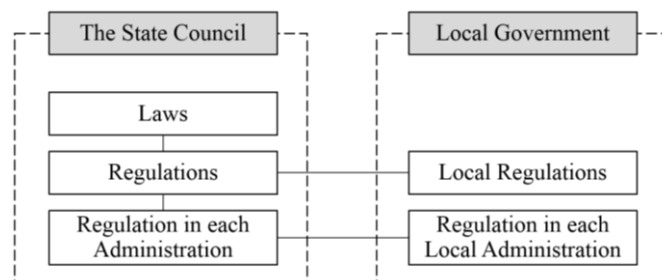 The State Council
Local Government
Laws
Regulations
Local Regulations
Regulation in each
Administration
Regulation in each
Local Administration